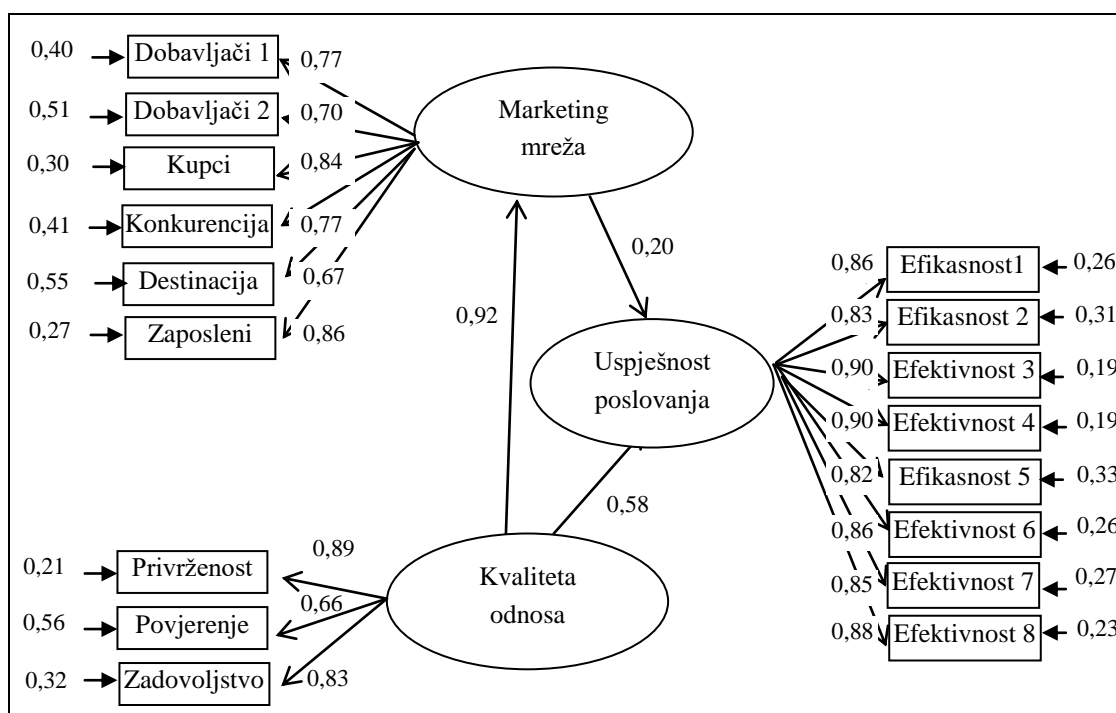 0,40 Dobavljači 1 0,77
0,51 Dobavljači 2 0,70
0,30 Kupci 0,84
0,41 Konkurencija 0,77
0,55 Destinacija 0,67
0,27 Zaposleni 0,86
Marketing
mreža
0,20
0,92
Uspješnost
poslovanja
0,58
0,86 Efikasnost1 0,26
0,83 Efikasnost 2 0,31
0,90 Efektivnost 3 0,19
0,90 Efektivnost 4 0,19
0,82 Efikasnost 5 0,33
0,86 Efektivnost 6 0,26
0,85 Efektivnost 7 0,27
0,88 Efektivnost 8 0,23
0,21 Privrženost 0,89
0,56 Povjerenje 0,66
0,32 Zadovoljstvo 0,83
Kvaliteta
odnosa